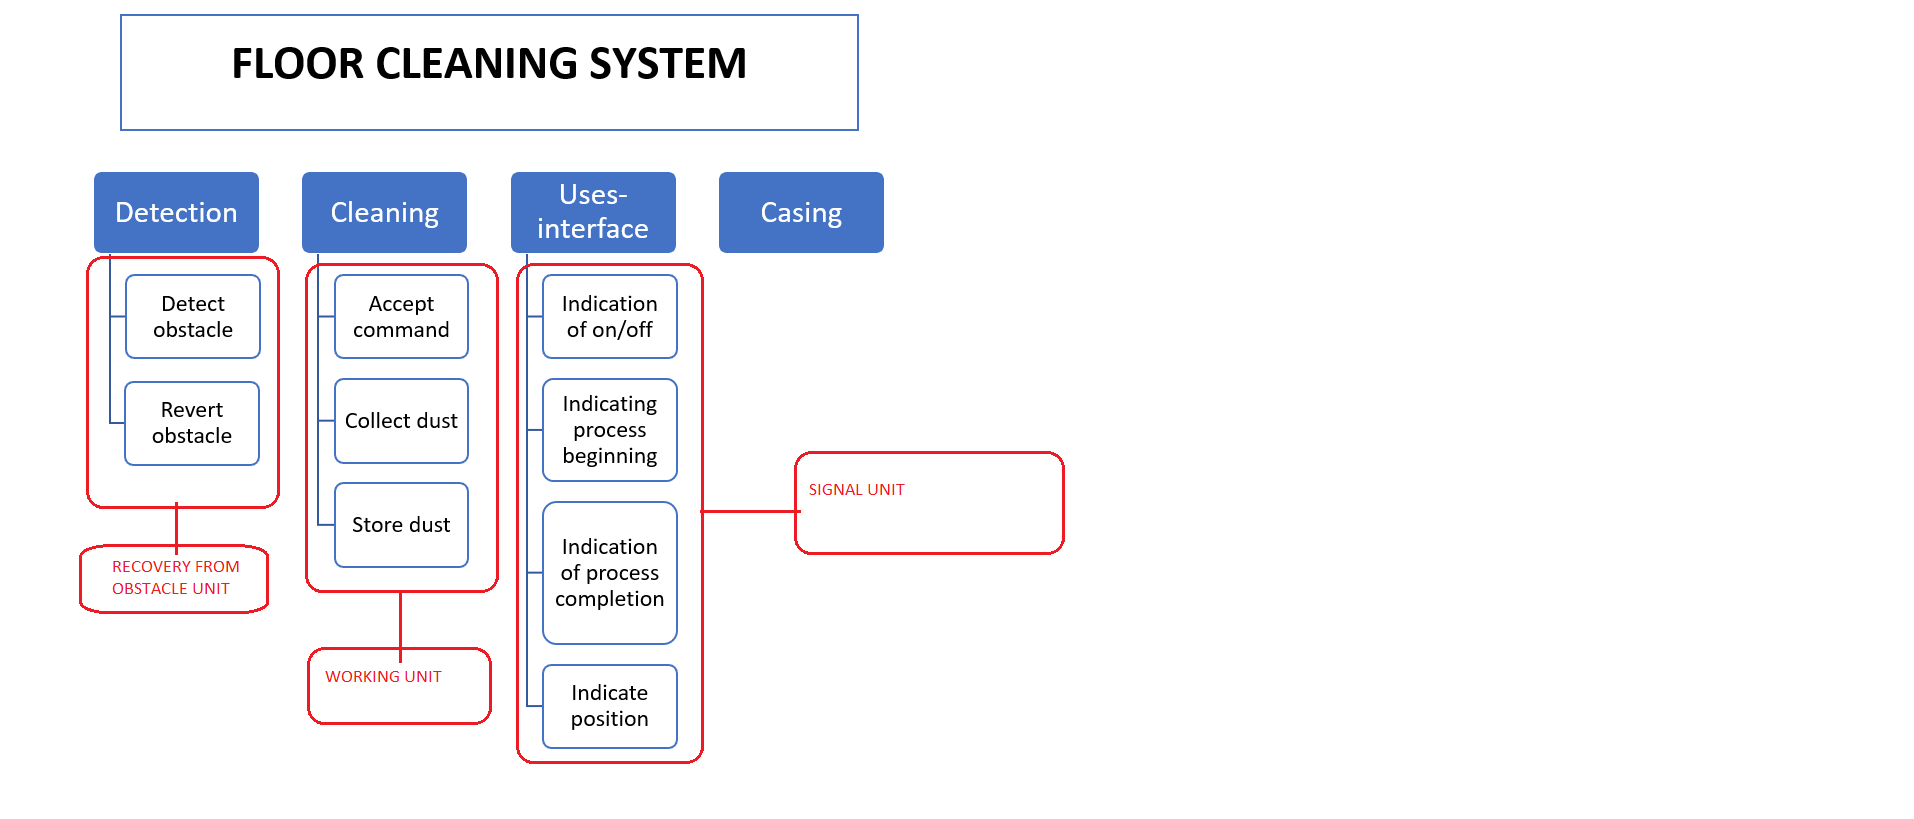 FLOOR CLEANING SYSTEM
Detection
Cleaning
Uses-
interface
Casing
Detect
obstacle
Revert
obstacle
RECOVERY FROM
OBSTACLE UNIT
Accept
command
Collect dust
Store dust
WORKING UNIT
Indication
of on/off
Indicating
process
beginning
Indication
of process
completion
Indicate
position
SIGNAL UNIT